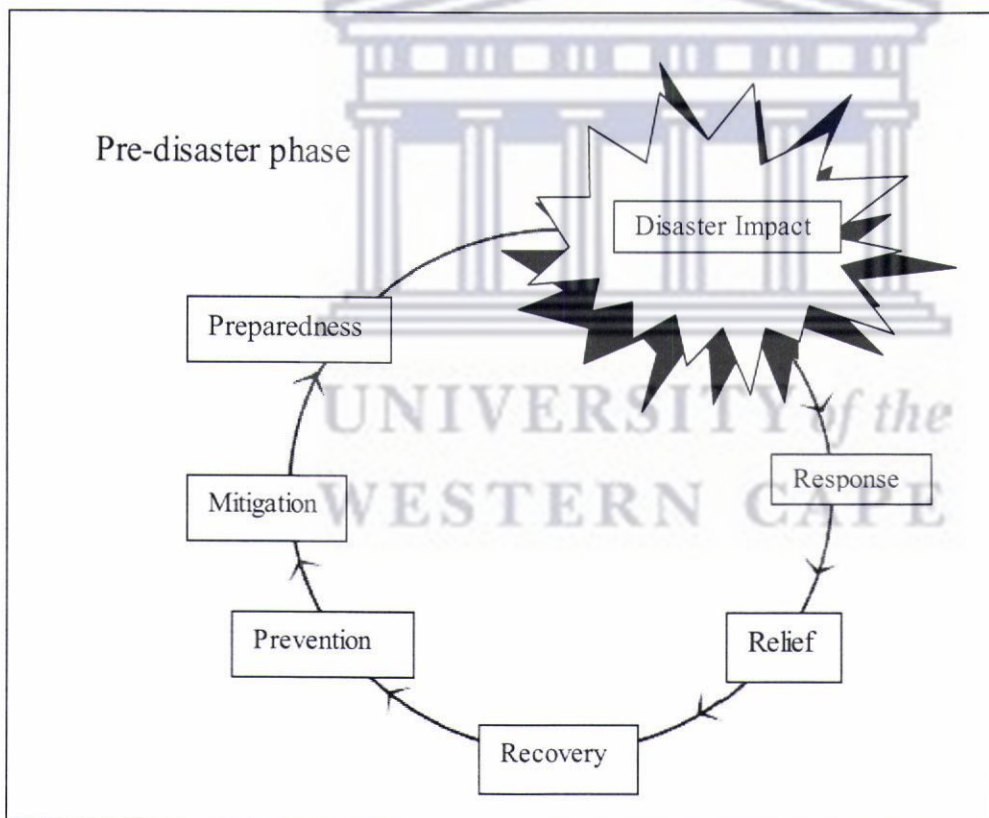 Pre-disaster phase
Disaster Impact
Preparedness
UNIVERSITY of the
Response
Mitigation
WESTERN CAPE
Prevention
Relief
Recovery